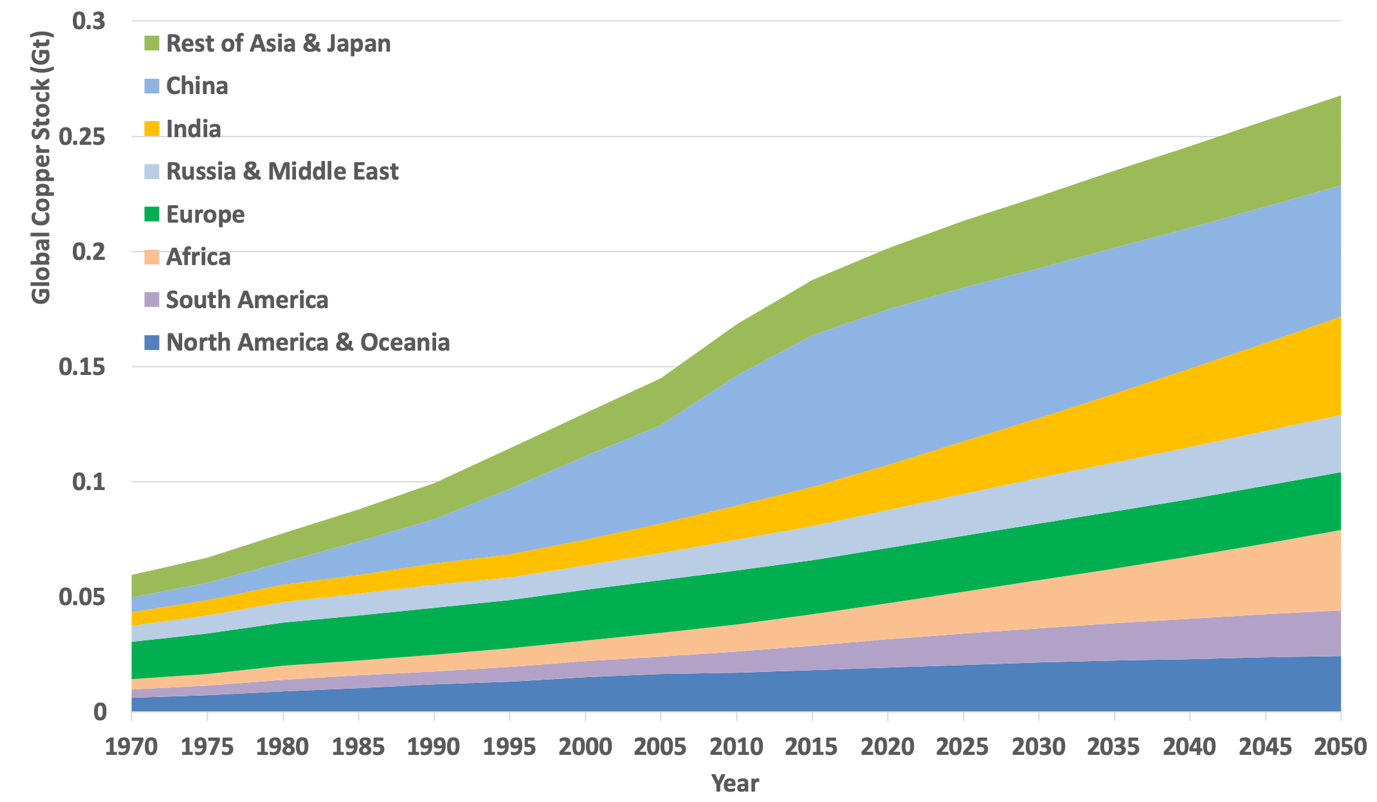 0.3
0.25
0.2
0.15
0.1
0.05
0
Global Copper Stock (Gt)
Rest of Asia & Japan
China
India
Russia & Middle East
Europe
Africa
South America
North America & Oceania
1970 1975 1980 1985 1990 1995 2000 2005 2010 2015 2020 2025 2030 2035 2040 2045 2050
Year